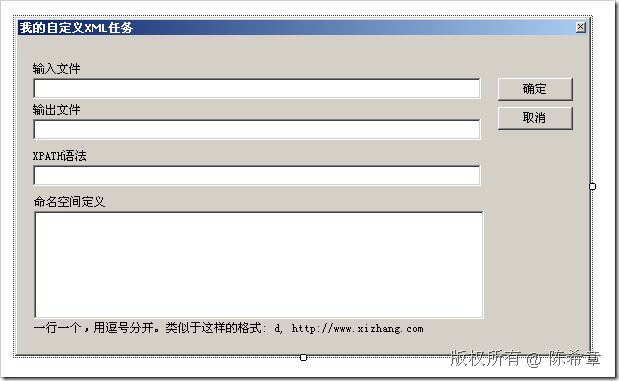 我的自定义XML任务
输入文件
确定
输出文件
取消
XPATH语法
命名空间定义
一行一个，用逗号分开。类似于这样的格式: d, http://www.xizhang.com
版权所有 @ 陈希章